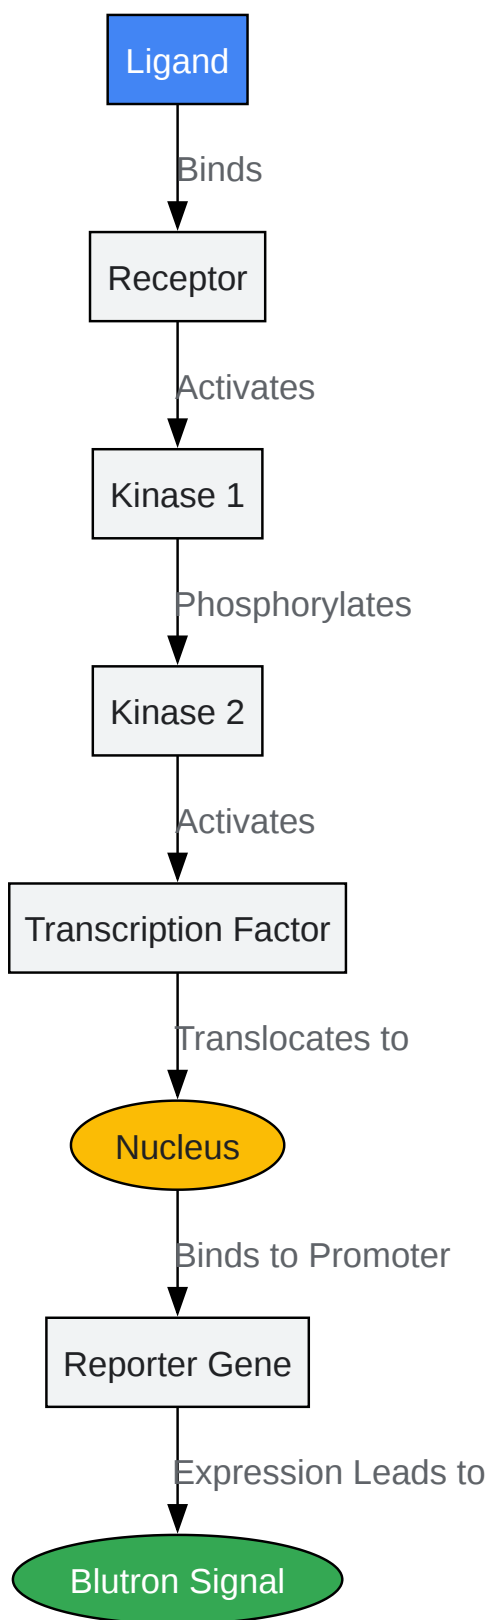 Ligand
Binds
Receptor
Activates
Kinase 1
Phosphorylates
Kinase 2
Activates
Transcription Factor
Translocates to
Nucleus
Binds to Promoter
Reporter Gene
Expression Leads to
Blutron Signal